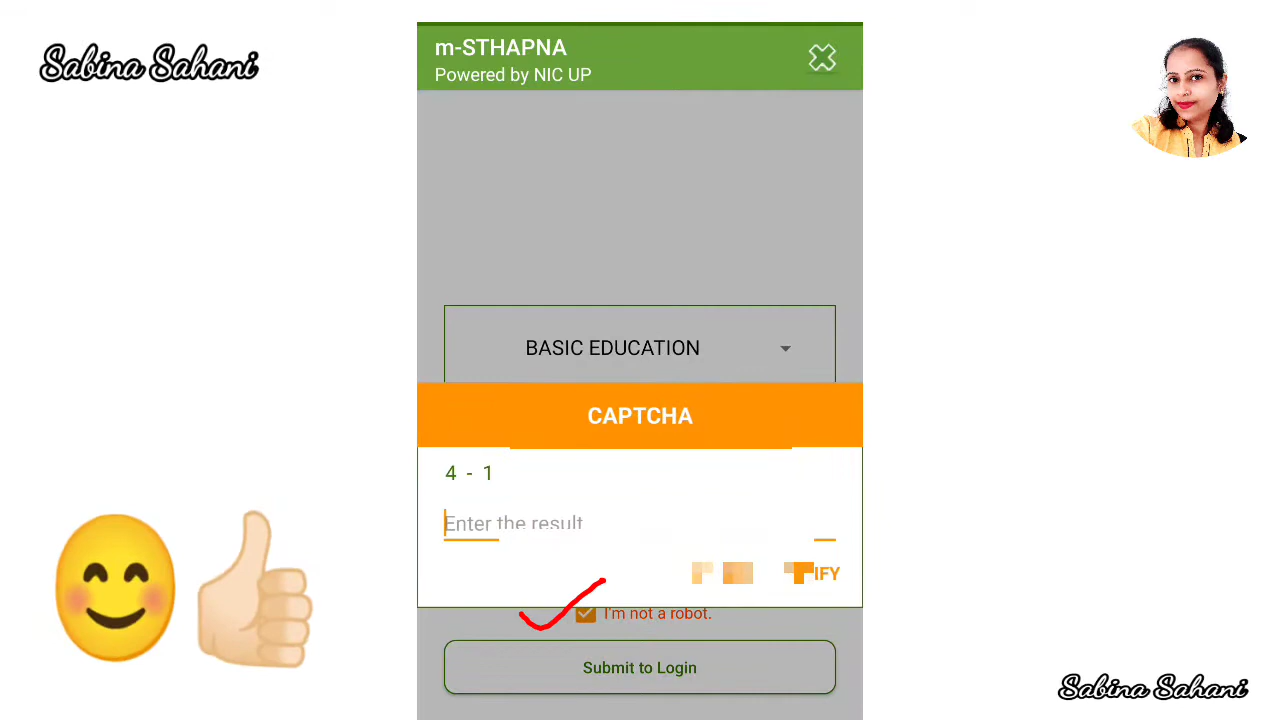 Sabina Sahani
m-STHAPNA
Powered by NIC UP
BASIC EDUCATION
CAPTCHA
4 - 1
Enter the result
I'm not a robot.
Submit to Login
Sabina Sahani